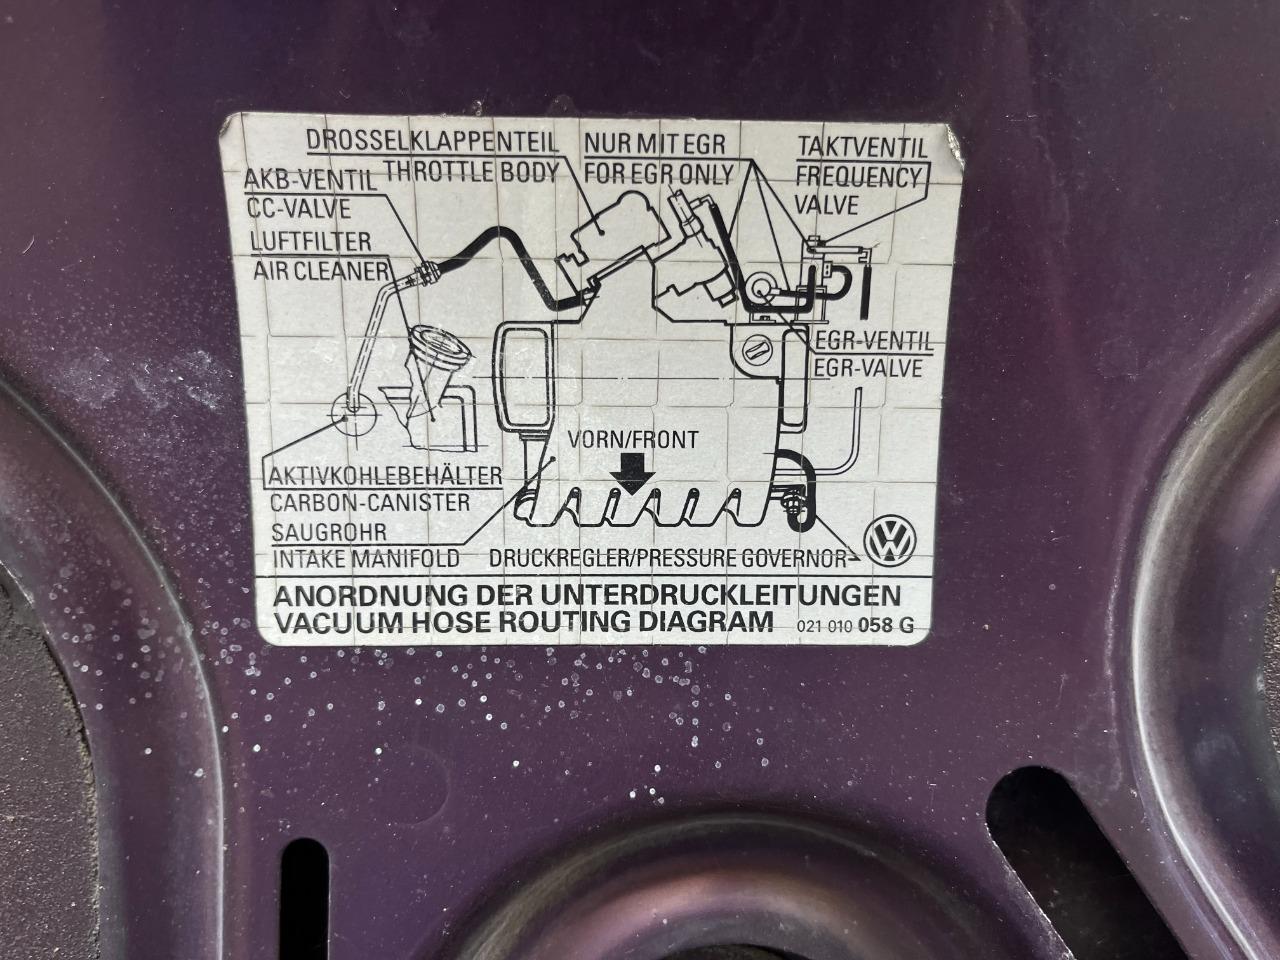 DROSSELKLAPPENTEIL
THROTTLE BODY
NUR MIT EGR
FOR EGR ONLY
TAKTVENTIL
FREQUENCY
VALVE
AKB-VENTIL
CC-VALVE
LUFTFILTER
AIR CLEANER
EGR-VENTIL
EGR-VALVE
VORN/FRONT
AKTIVKOHLEBEHÄLTER
CARBON-CANISTER
SAUGROHR
INTAKE MANIFOLD
DRUCKREGLER/PRESSURE GOVERNOR
VW
ANORDNUNG DER UNTERDRUCKLEITUNGEN
VACUUM HOSE ROUTING DIAGRAM 021 010 058 G